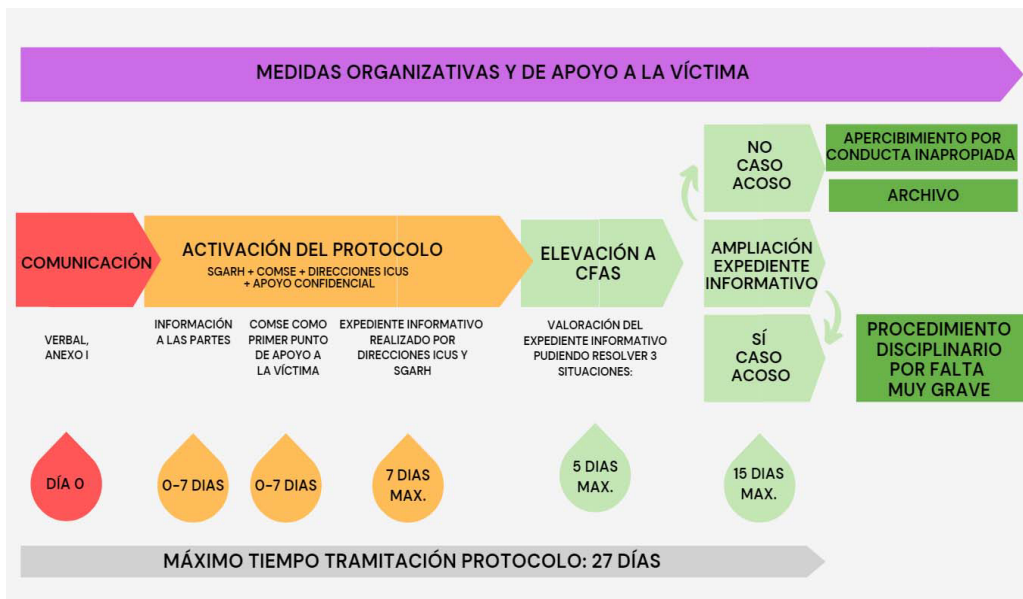 MEDIDAS ORGANIZATIVAS Y DE APOYO A LA VÍCTIMA
COMUNICACIÓN
VERBAL,
ANEXO I
ACTIVACIÓN DEL PROTOCOLO
SGARH + COMSE + DIRECCIONES ICUS
+ APOYO CONFIDENCIAL
INFORMACIÓN
A LAS PARTES
COMSE COMO
PRIMER PUNTO
DE APOYO A
LA VÍCTIMA
EXPEDIENTE INFORMATIVO
REALIZADO POR
DIRECCIONES ICUS Y
SGARH
ELEVACIÓN A
CFAS
VALORACIÓN DEL
EXPEDIENTE INFORMATIVO
PUDIENDO RESOLVER 3
SITUACIONES:
NO
CASO
ACOSO
APERCIBIMIENTO POR
CONDUCTA INAPROPIADA
ARCHIVO
AMPLIACIÓN
EXPEDIENTE
INFORMATIVO
SÍ
CASO
ACOSO
PROCEDIMIENTO
DISCIPLINARIO
POR FALTA
MUY GRAVE
DÍA 0
0-7 DIAS
0-7 DIAS
7 DIAS
MAX.
5 DIAS
MAX.
15 DIAS
MAX.
MÁXIMO TIEMPO TRAMITACIÓN PROTOCOLO: 27 DÍAS